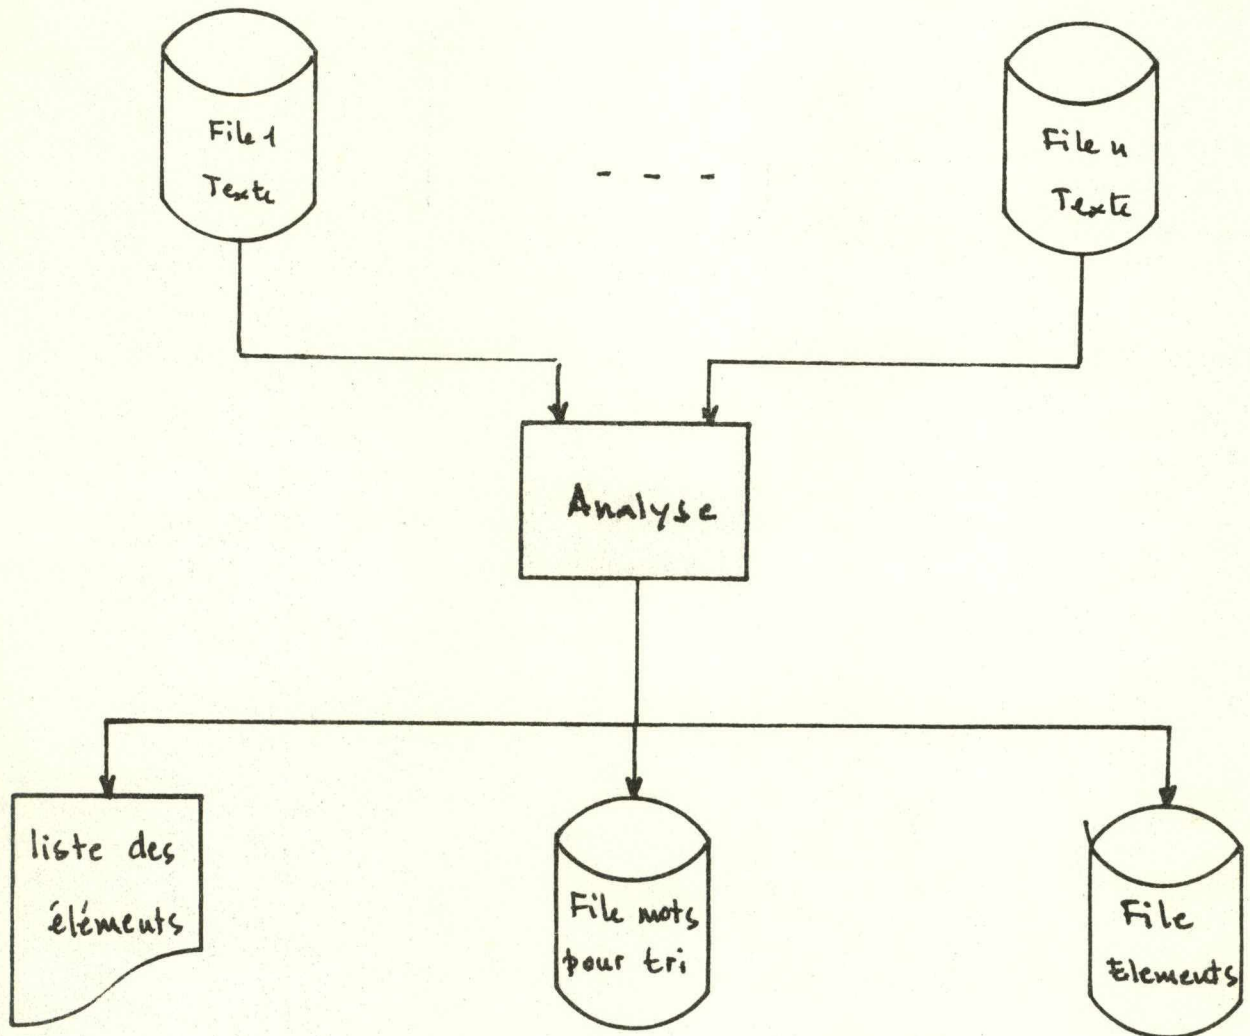 File 1
Texte
File n
Texte
- - -
Analyse
liste des
éléments
File mots
pour tri
File
Elements